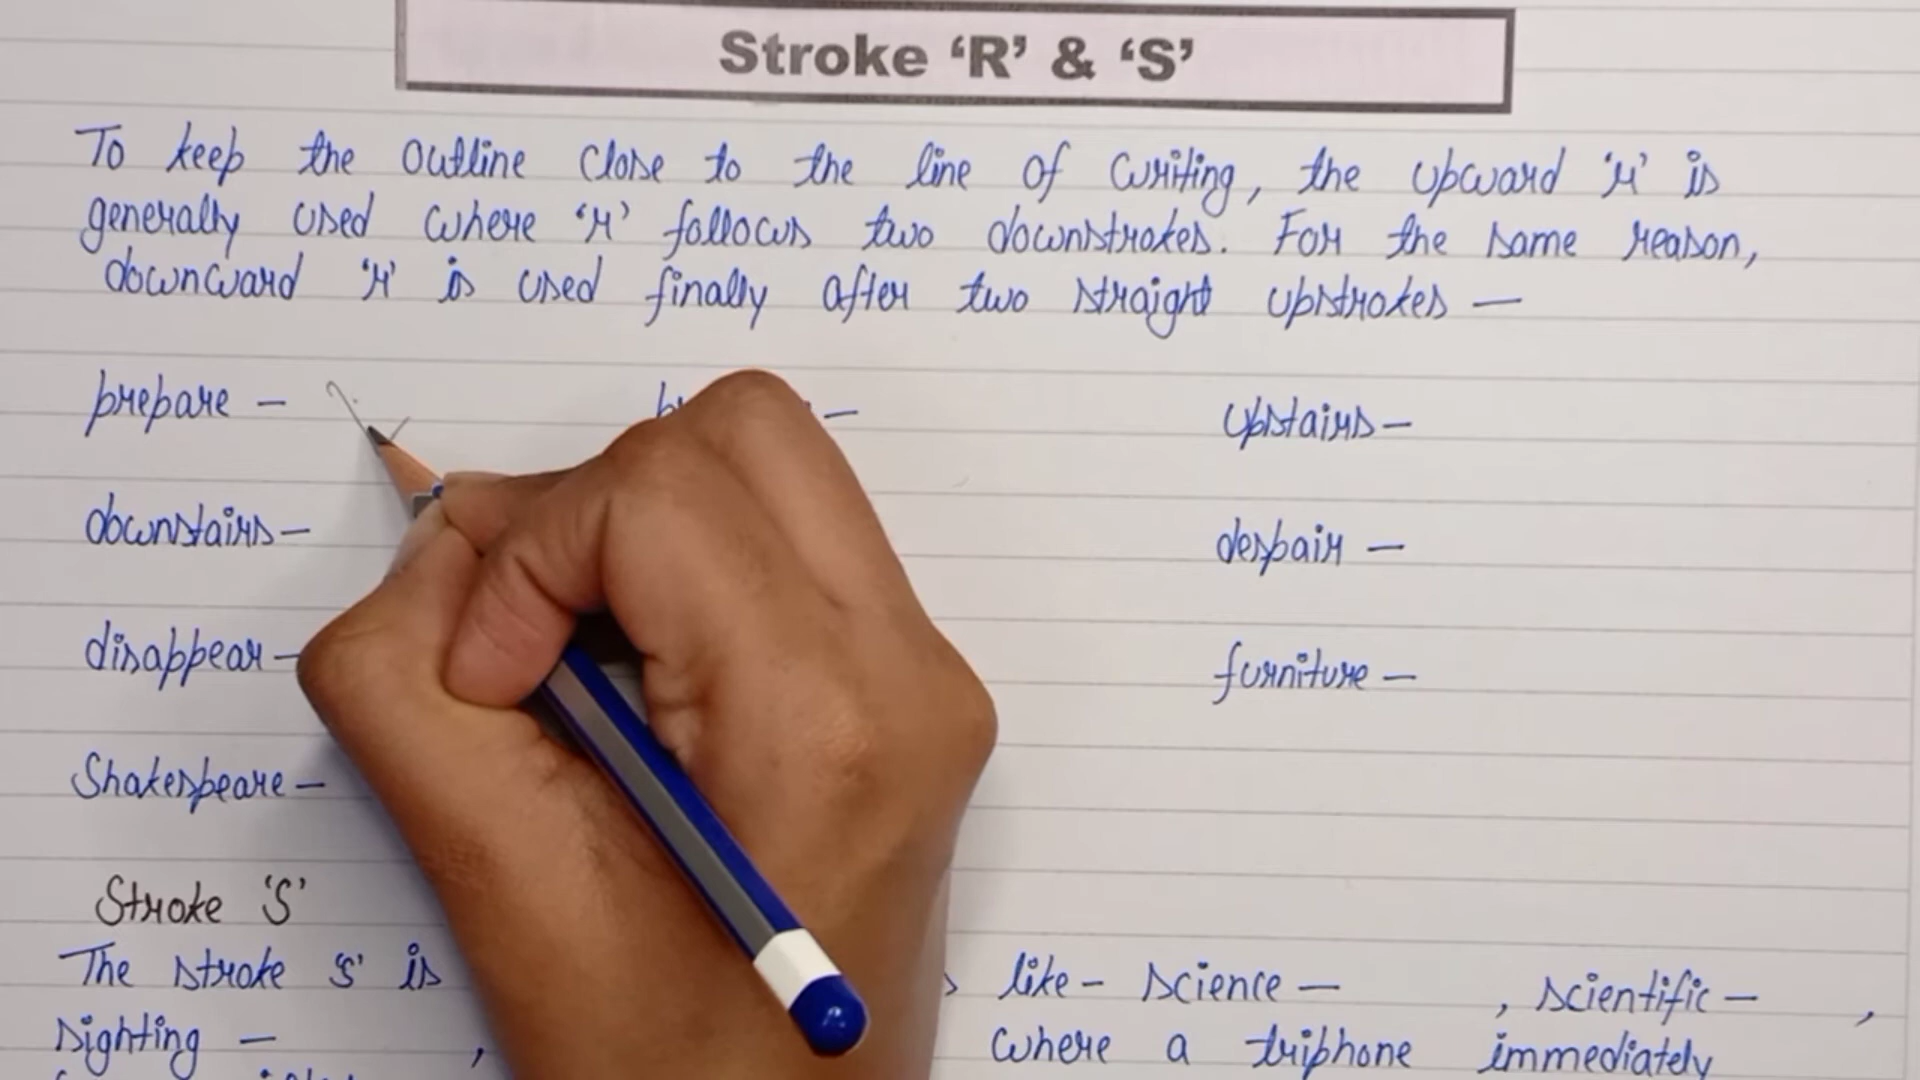 Stroke ‘R’ & ‘S’
To keep the outline close to the line of writing, the upward ‘r’ is
generally used where ‘r’ follows two downstrokes. For the same reason,
downward ‘r’ is used finally after two straight upstrokes —
prepare — — upstairs —
downstairs — despair —
disappear — furniture —
Shakespeare —
Stroke ‘S’
The stroke ‘s’ is like - science — , scientific — ,
sighting — , where a triphone immediately